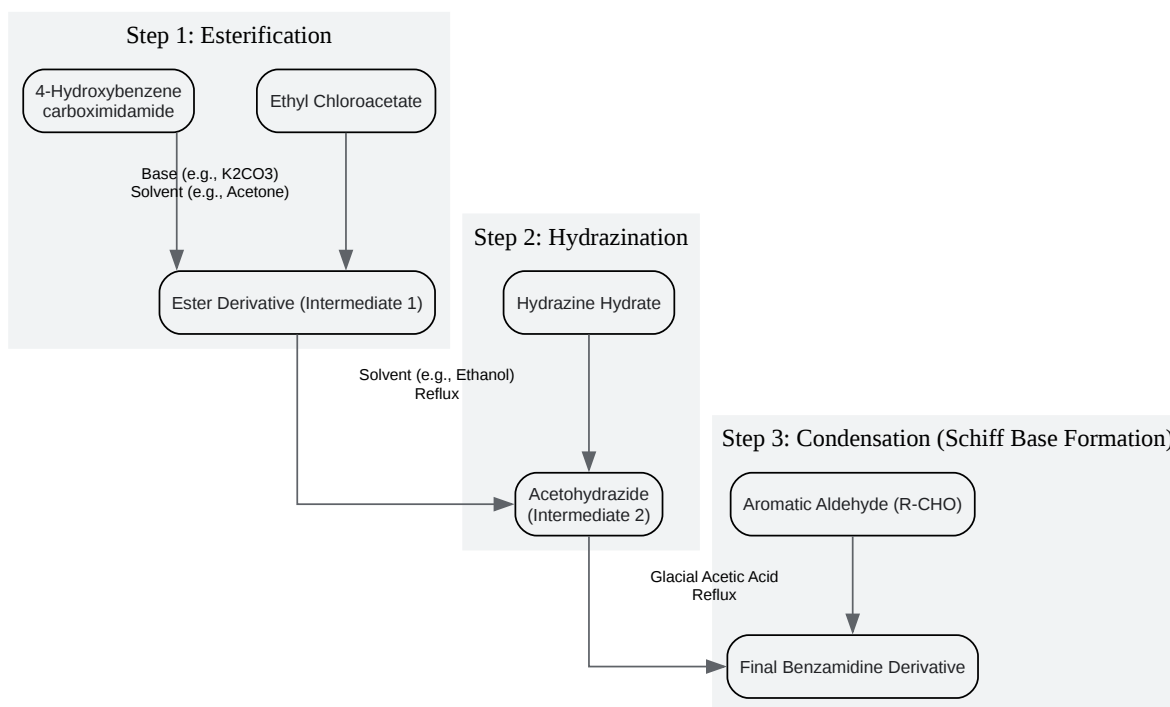 Step 1: Esterification
4-Hydroxybenzene
carboximidamide
Ethyl Chloroacetate
Base (e.g., K2CO3)
Solvent (e.g., Acetone)
Ester Derivative (Intermediate 1)
Step 2: Hydrazination
Hydrazine Hydrate
Solvent (e.g., Ethanol)
Reflux
Acetohydrazide
(Intermediate 2)
Step 3: Condensation (Schiff Base Formation)
Aromatic Aldehyde (R-CHO)
Glacial Acetic Acid
Reflux
Final Benzamidine Derivative